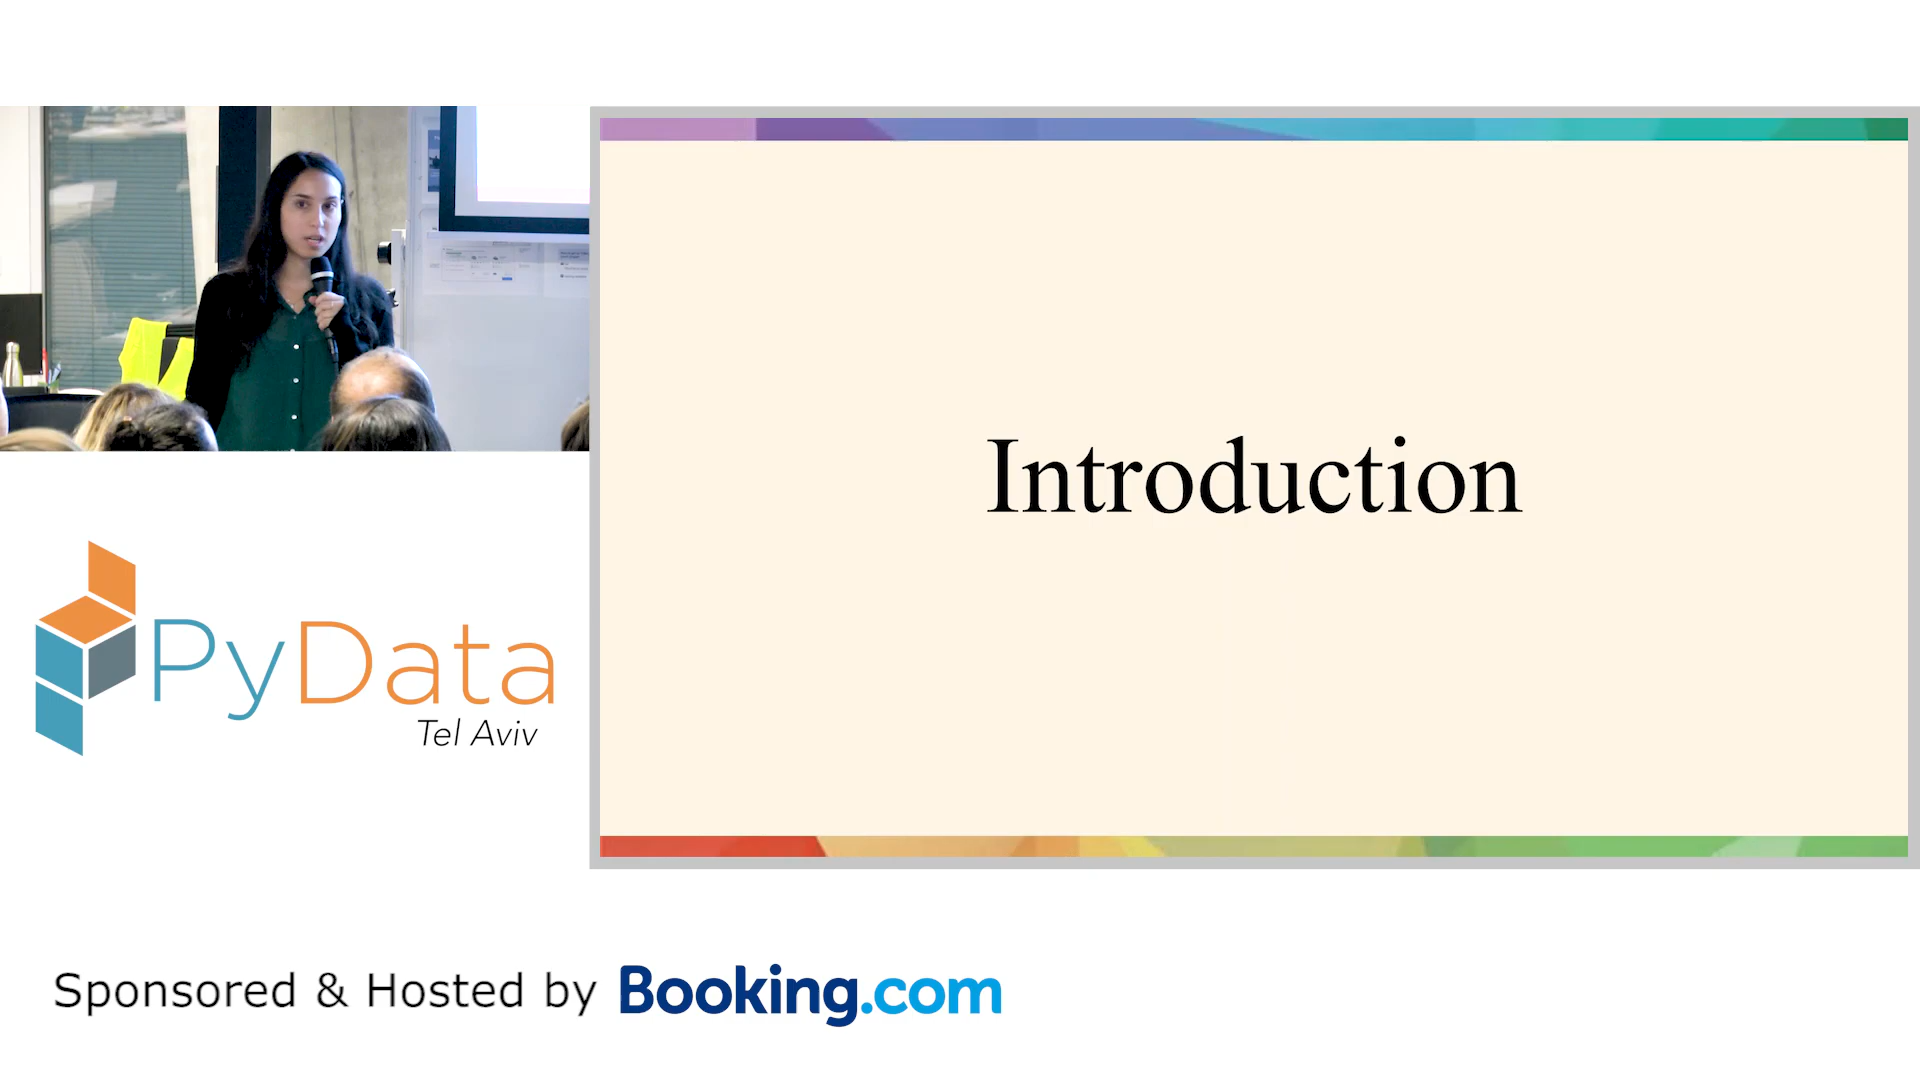 Introduction
PyData
Tel Aviv
Sponsored & Hosted by Booking.com